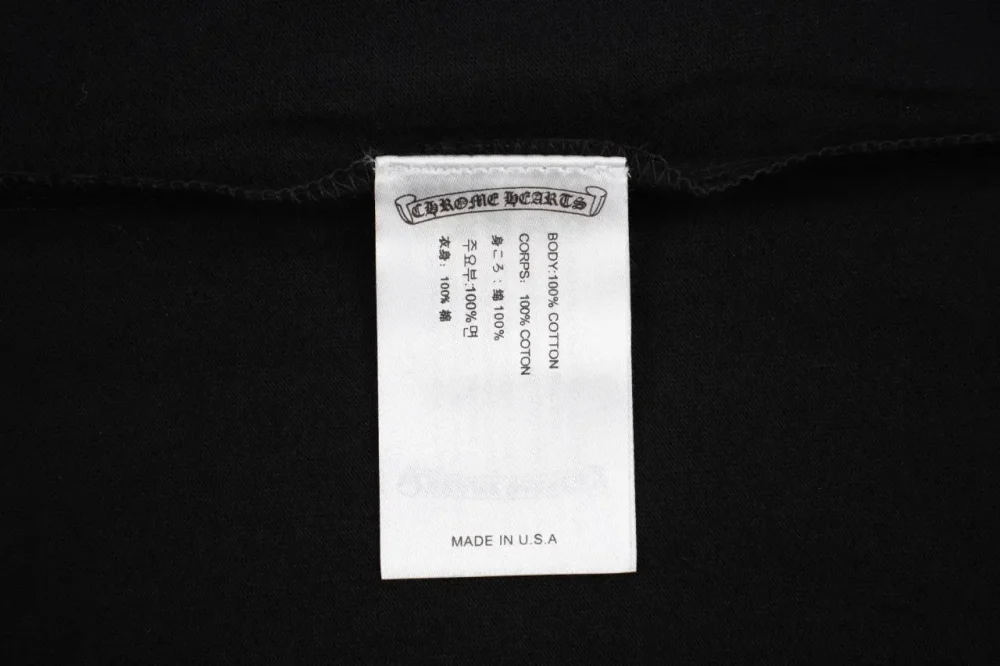 CHROME HEARTS
BODY:100% COTTON
CORPS: 100% COTON
身ころ：綿100%
주요부:100%면
衣身：100% 棉
MADE IN U.S.A